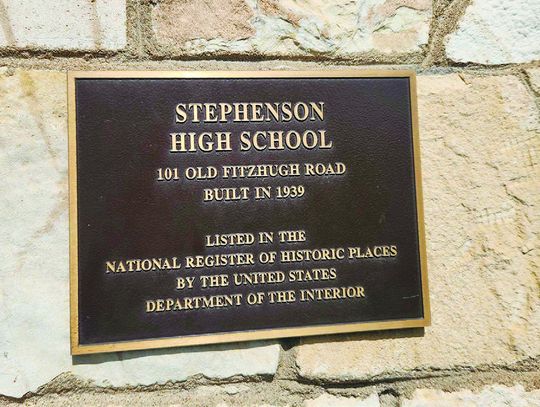 STEPHENSON
HIGH SCHOOL
101 OLD FITZHUGH ROAD
BUILT IN 1939
LISTED IN THE
NATIONAL REGISTER OF HISTORIC PLACES
BY THE UNITED STATES
DEPARTMENT OF THE INTERIOR